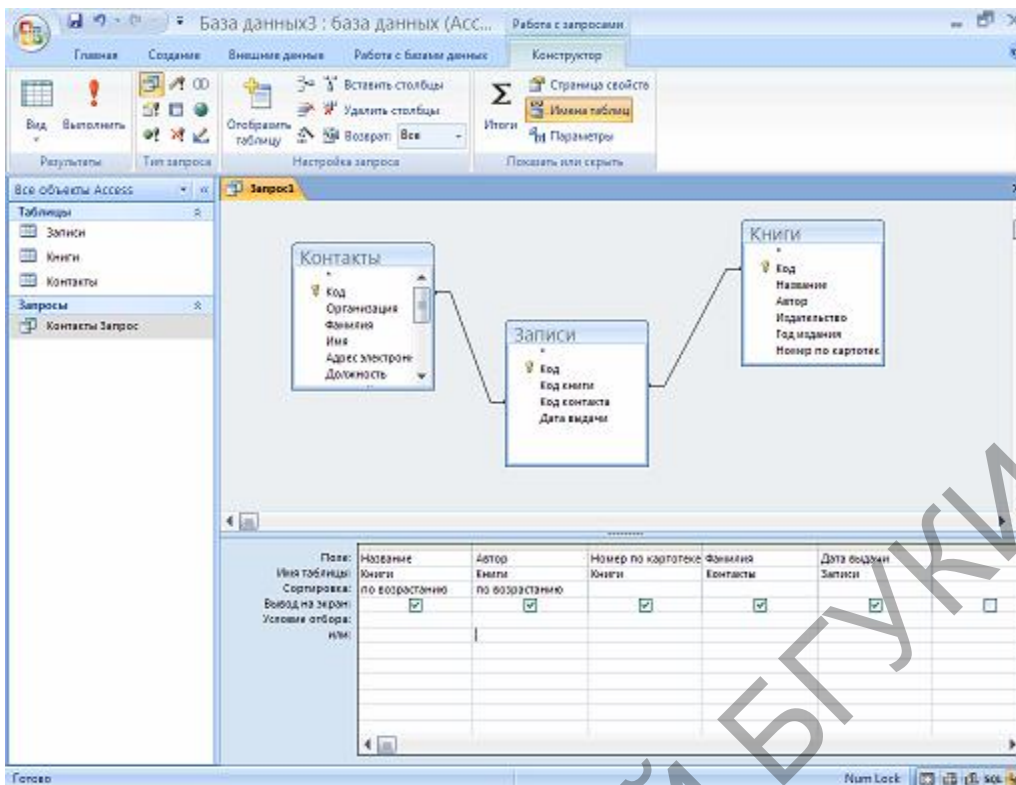 База данных3 : база данных (Acc...
Работа с запросами
Главная
Создание
Внешние данные
Работа с базами данных
Конструктор
Вид
Выполнить
Результаты
Тип запроса
Отобразить таблицу
Вставить столбцы
Удалить столбцы
Возврат: Все
Настройка запроса
Σ
Итоги
Страница свойств
Имена таблиц
Параметры
Показать или скрыть
Все объекты Access
Таблицы
Записи
Книги
Контакты
Запросы
Контакты Запрос
Запрос1
Контакты
*
Код
Организация
Фамилия
Имя
Адрес электронн
Должность
Записи
*
Код
Код книги
Код контакта
Дата выдачи
Книги
*
Код
Название
Автор
Издательство
Год издания
Номер по картотек
Поле: Название Автор Номер по картотеке Фамилия Дата выдачи
Имя таблицы: Книги Книги Книги Контакты Записи
Сортировка: по возрастанию по возрастанию
Вывод на экран:
Условие отбора:
или:
Готово
Num Lock
SQL
Й БГУКИ